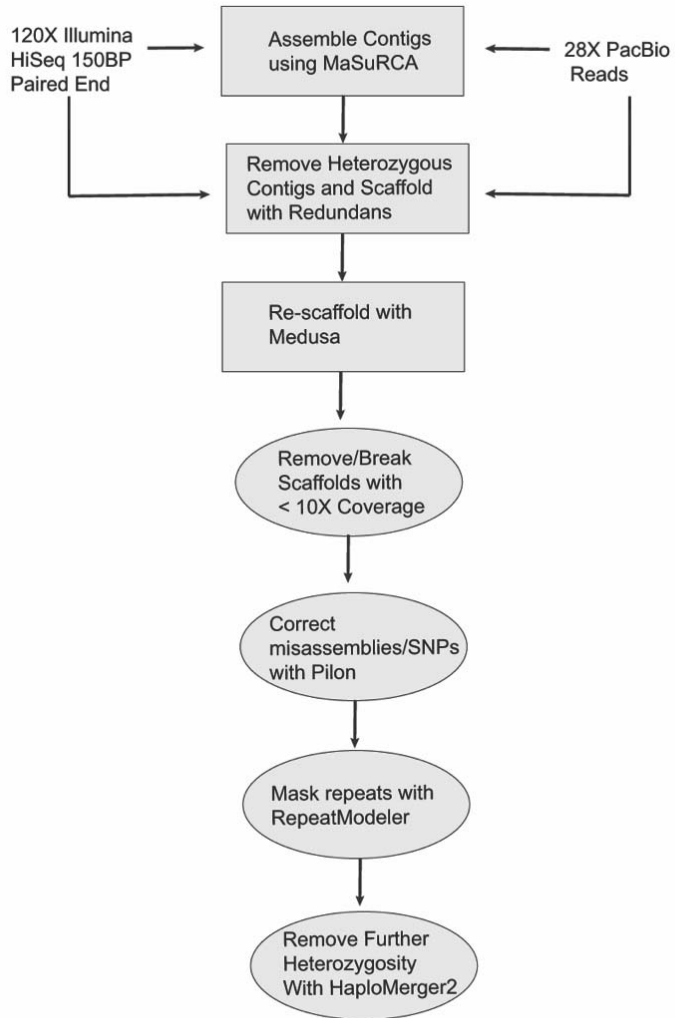 120X Illumina
HiSeq 150BP
Paired End
Assemble Contigs
using MaSuRCA
28X PacBio
Reads
Remove Heterozygous
Contigs and Scaffold
with Redundans
Re-scaffold with
Medusa
Remove/Break
Scaffolds with
< 10X Coverage
Correct
misassemblies/SNPs
with Pilon
Mask repeats with
RepeatModeler
Remove Further
Heterozygosity
With HaploMerger2